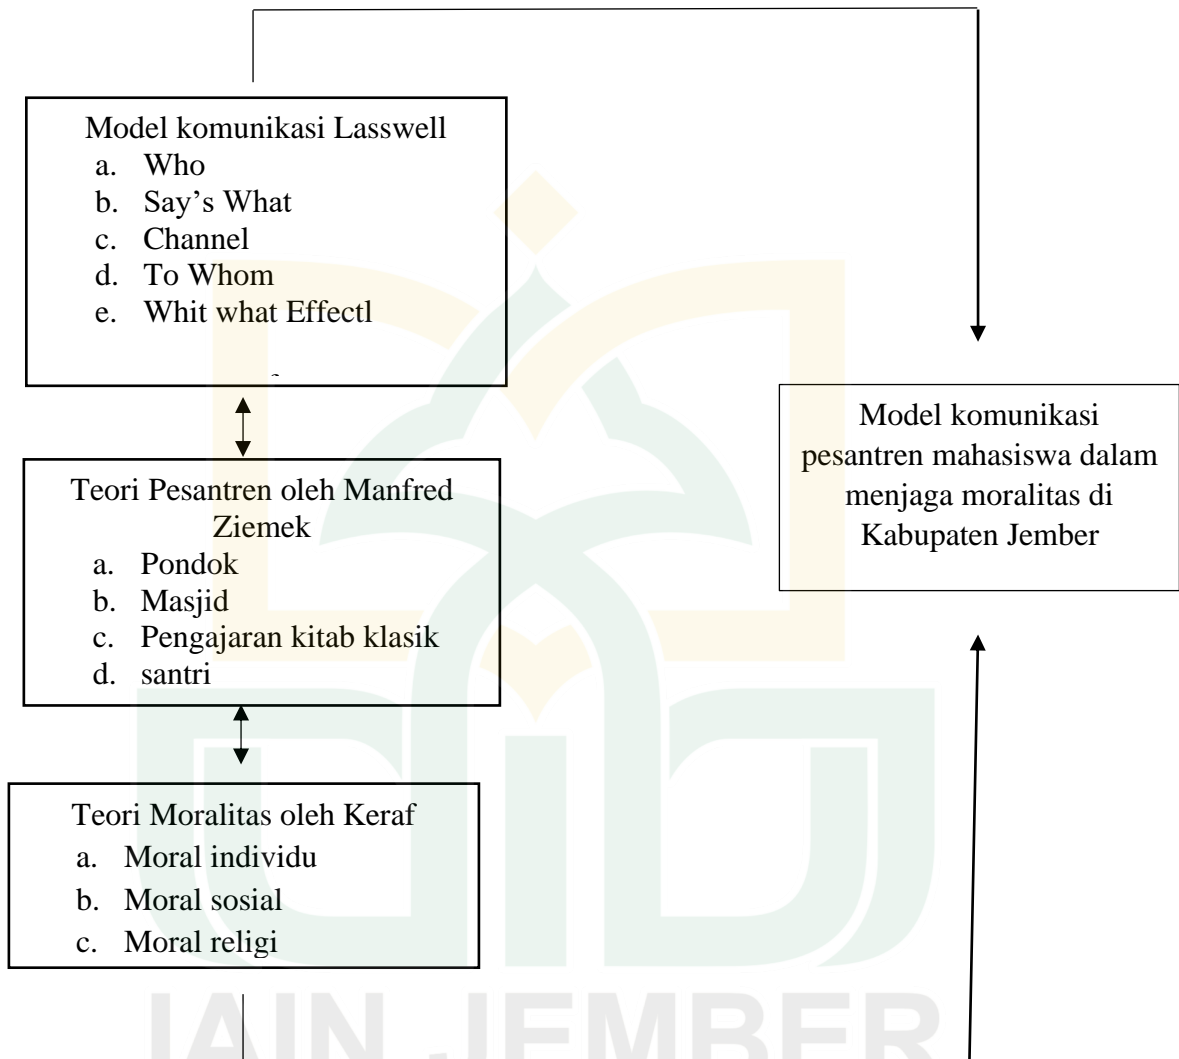 Model komunikasi Lasswell
a. Who
b. Say’s What
c. Channel
d. To Whom
e. Whit what Effectl
Teori Pesantren oleh Manfred
Ziemek
a. Pondok
b. Masjid
c. Pengajaran kitab klasik
d. santri
Teori Moralitas oleh Keraf
a. Moral individu
b. Moral sosial
c. Moral religi
Model komunikasi
pesantren mahasiswa dalam
menjaga moralitas di
Kabupaten Jember
IAIN JEMBER